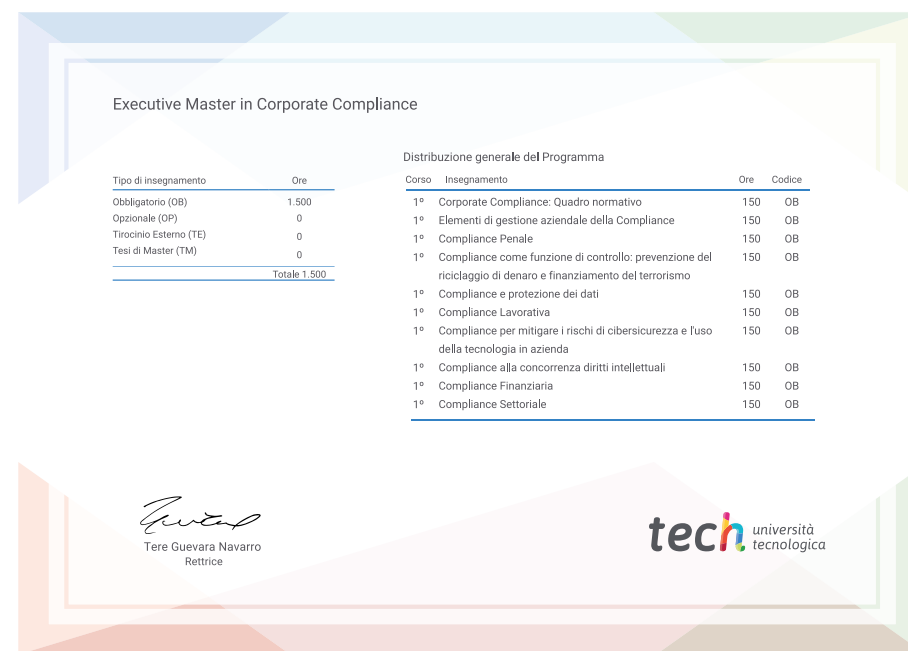 Executive Master in Corporate Compliance
Tipo di insegnamento Ore
Obbligatorio (OB) 1.500
Opzionale (OP) 0
Tirocinio Esterno (TE) 0
Tesi di Master (TM) 0
Totale 1.500
Distribuzione generale del Programma
Corso Insegnamento Ore Codice
1º Corporate Compliance: Quadro normativo 150 OB
1º Elementi di gestione aziendale della Compliance 150 OB
1º Compliance Penale 150 OB
1º Compliance come funzione di controllo: prevenzione del 150 OB
riciclaggio di denaro e finanziamento del terrorismo
1º Compliance e protezione dei dati 150 OB
1º Compliance Lavorativa 150 OB
1º Compliance per mitigare i rischi di cibersicurezza e l'uso 150 OB
della tecnologia in azienda
1º Compliance alla concorrenza diritti intellettuali 150 OB
1º Compliance Finanziaria 150 OB
1º Compliance Settoriale 150 OB
Tere Guevara Navarro
Rettrice
tech università
tecnologica